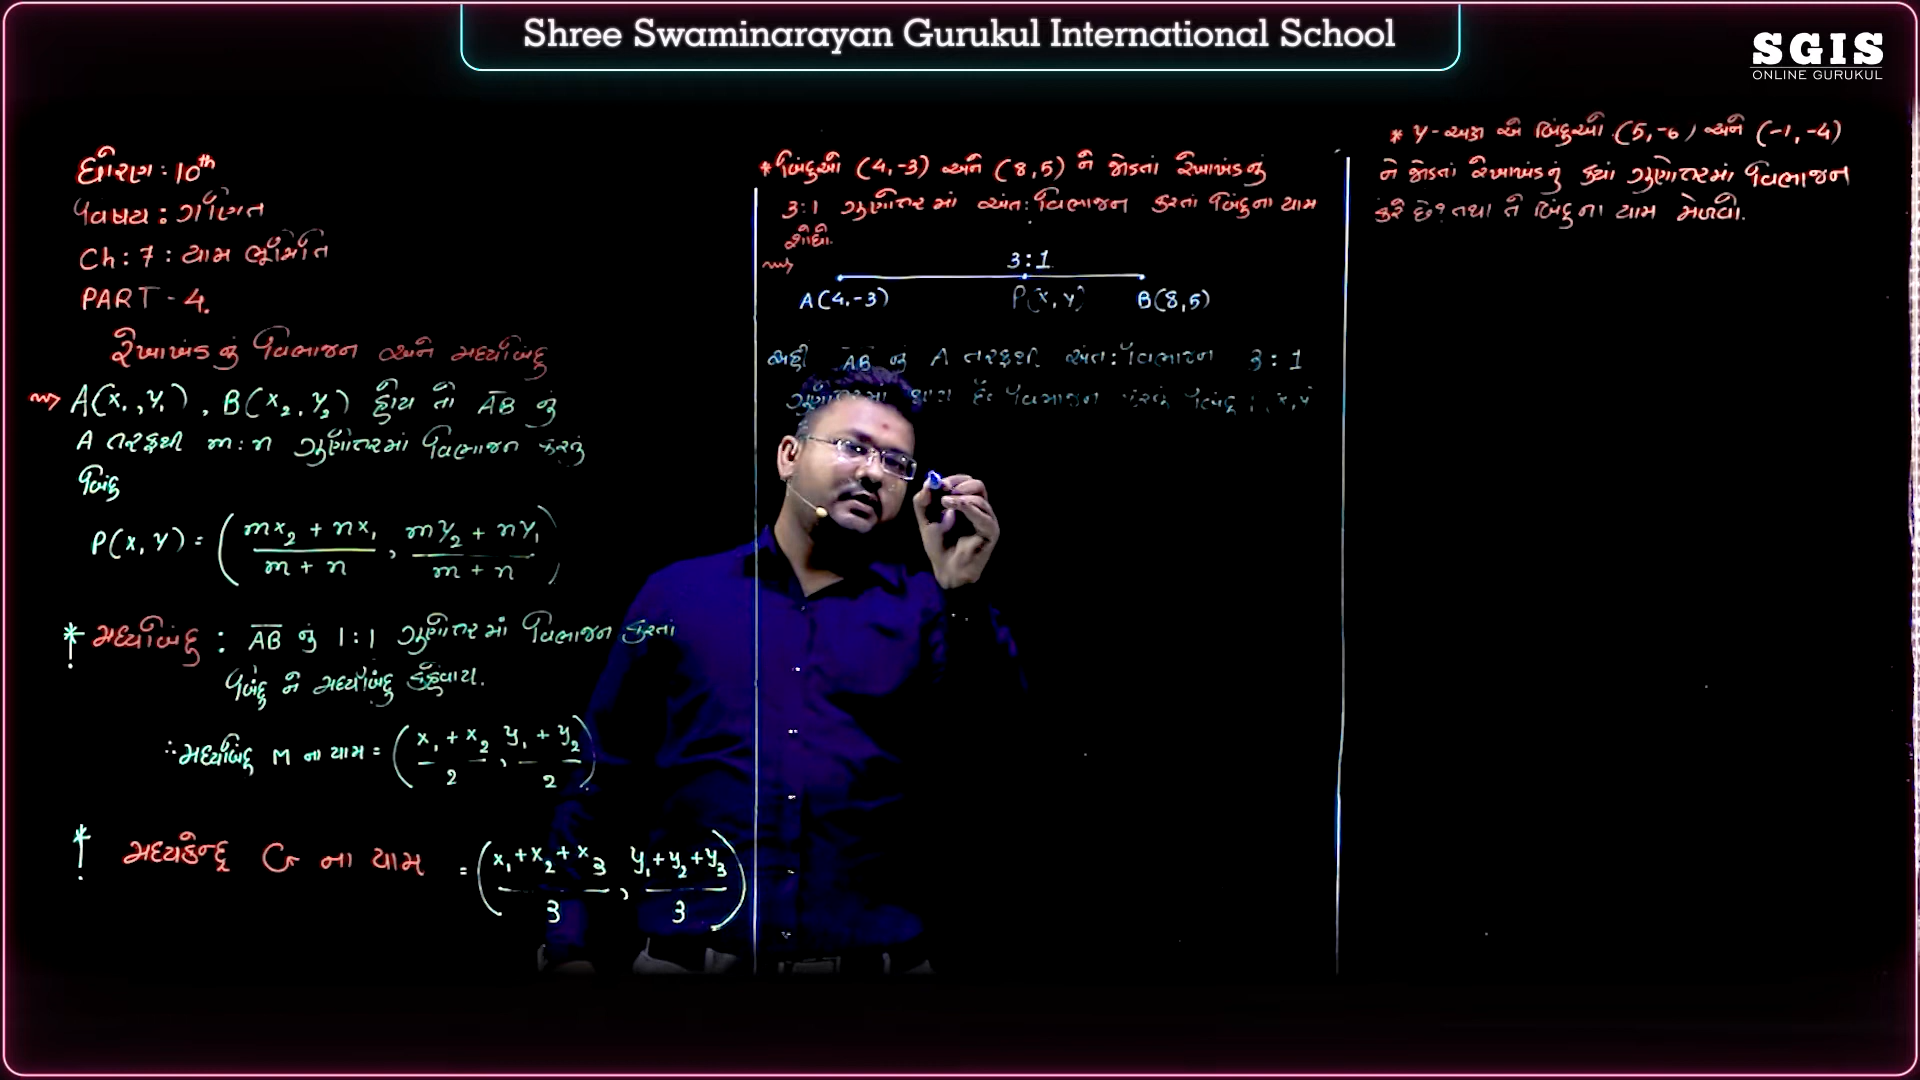 Shree Swaminarayan Gurukul International School
SGIS
ONLINE GURUKUL
ધોરણ : 10th
વિષય : ગણિત
Ch : 7 : યામ ભૂમિતિ
PART - 4.
રેખાખંડનું વિભાજન અને મધ્યબિંદુ
A(x₁, y₁), B(x₂, y₂) હોય તો AB નું
A તરફથી m : n ગુણોત્તરમાં વિભાજન કરતું
બિંદુ
P(x, y) = (mx₂ + nx₁ / m + n , my₂ + ny₁ / m + n)
* મધ્યબિંદુ : AB નું 1 : 1 ગુણોત્તરમાં વિભાજન કરતાં
બિંદુ ને મધ્યબિંદુ કહેવાય.
∴ મધ્યબિંદુ M ના યામ = (x₁ + x₂ / 2 , y₁ + y₂ / 2)
* મધ્યકેન્દ્ર G ના યામ = (x₁ + x₂ + x₃ / 3 , y₁ + y₂ + y₃ / 3)
* બિંદુઓ (4, -3) અને (8, 5) ને જોડતાં રેખાખંડનું
3 : 1 ગુણોત્તરમાં અંત: વિભાજન કરતાં બિંદુના યામ
શોધો.
3 : 1
A(4, -3) P(x, y) B(8, 5)
અહીં AB નું A તરફથી અંત: વિભાજન 3 : 1
* y - અક્ષ એ બિંદુઓ (5, -6) અને (-1, -4)
ને જોડતાં રેખાખંડનું ક્યાં ગુણોત્તરમાં વિભાજન
કરે છે? તથા તે બિંદુના યામ મેળવો.